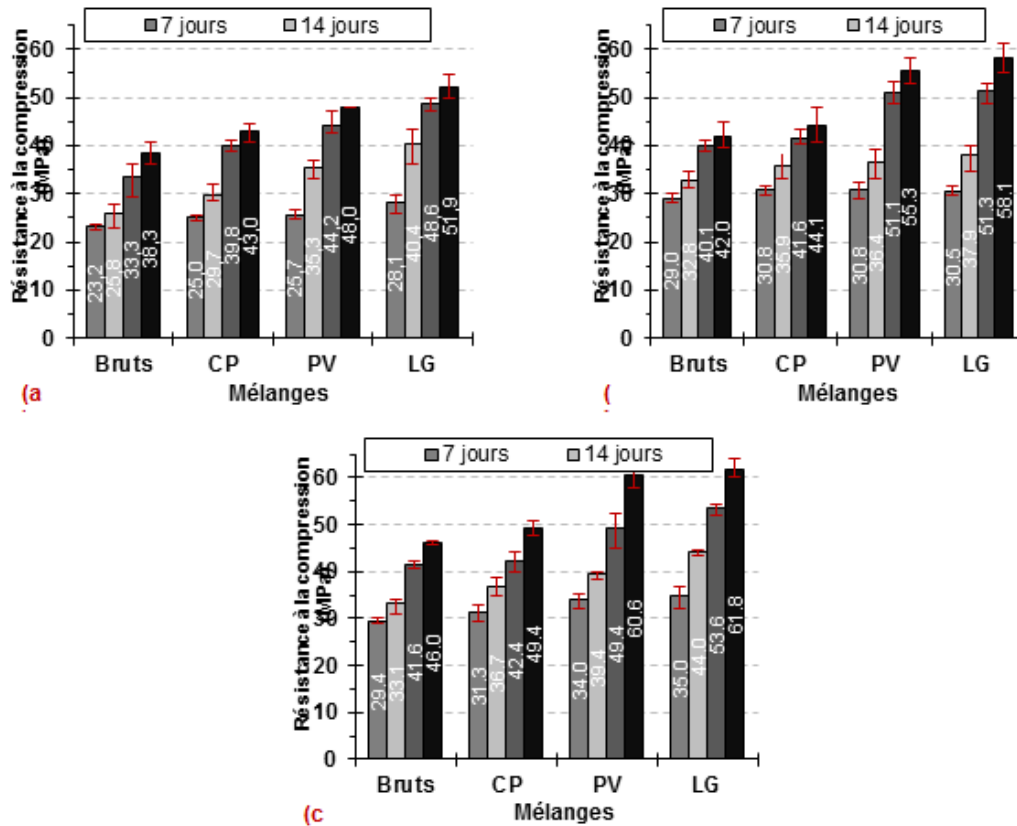 7 jours 14 jours
Résistance à la compression
(MPa)
60
50
40
30
20
10
0
23,2 25,8 33,3 38,3
25,0 29,7 39,8 43,0
25,7 35,3 44,2 48,0
28,1 40,4 48,6 51,9
Bruts CP PV LG
Mélanges
(a
7 jours 14 jours
Résistance à la compression
(MPa)
60
50
40
30
20
10
0
29.0 32.8 40.1 42.0
30.8 35.9 41.6 44.1
30.8 36.4 51.1 55.3
30.5 37.9 51.3 58.1
Bruts CP PV LG
Mélanges
(
7 jours 14 jours
Résistance à la compression
(MPa)
60
50
40
30
20
10
0
29.4 33.1 41.6 46.0
31.3 36.7 42.4 49.4
34.0 39.4 49.4 60.6
35.0 44.0 53.6 61.8
Bruts CP PV LG
Mélanges
(c